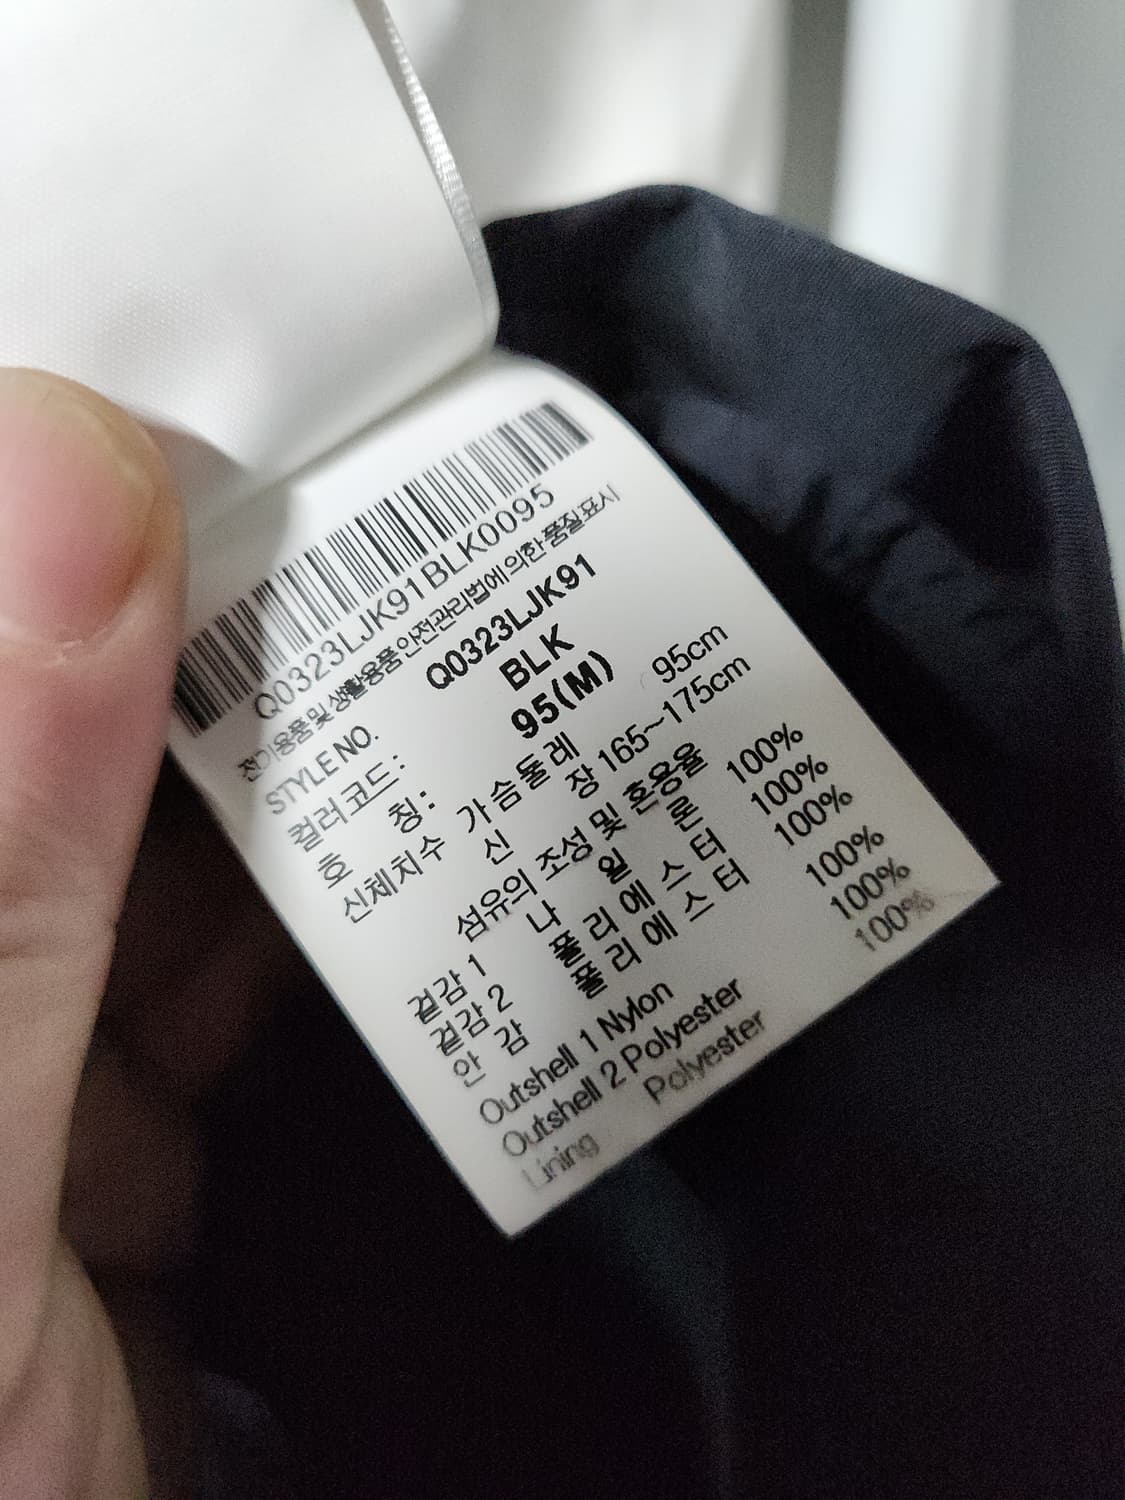 Q0323LJK91BLK0095
전기용품 및 생활용품 안전관리법에 의한 품질표시
STYLE NO. Q0323LJK91
컬러코드: BLK
호 칭: 95(M)
신체치수 가슴둘레 95cm
신 장 165~175cm
섬유의 조성 및 혼용율
겉감 1 나 일 론 100%
겉감 2 폴 리 에 스 터 100%
안 감 폴 리 에 스 터 100%
Outshell 1 Nylon 100%
Outshell 2 Polyester 100%
Lining Polyester 100%